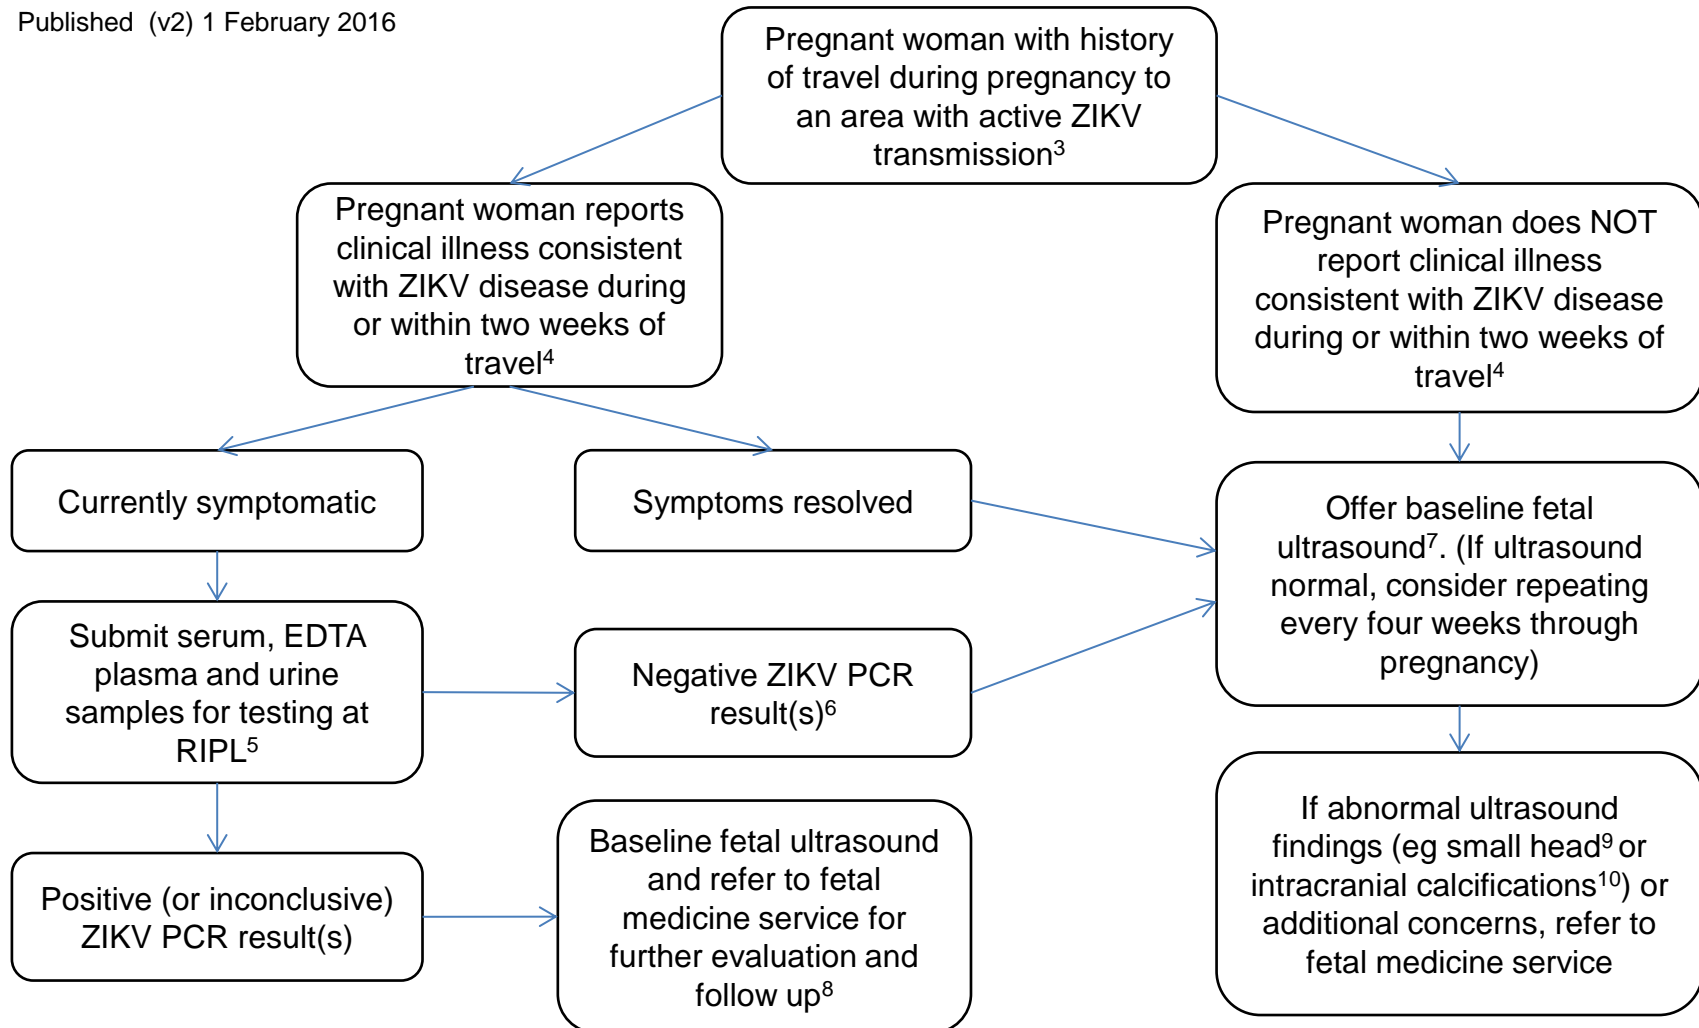 Published (v2) 1 February 2016
Pregnant woman with history
of travel during pregnancy to
an area with active ZIKV
transmission³
Pregnant woman reports
clinical illness consistent
with ZIKV disease during
or within two weeks of
travel⁴
Pregnant woman does NOT
report clinical illness
consistent with ZIKV disease
during or within two weeks of
travel⁴
Currently symptomatic
Symptoms resolved
Offer baseline fetal
ultrasound⁷. (If ultrasound
normal, consider repeating
every four weeks through
pregnancy)
Submit serum, EDTA
plasma and urine
samples for testing at
RIPL⁵
Negative ZIKV PCR
result(s)⁶
Positive (or inconclusive)
ZIKV PCR result(s)
Baseline fetal ultrasound
and refer to fetal
medicine service for
further evaluation and
follow up⁸
If abnormal ultrasound
findings (eg small head⁹ or
intracranial calcifications¹⁰) or
additional concerns, refer to
fetal medicine service